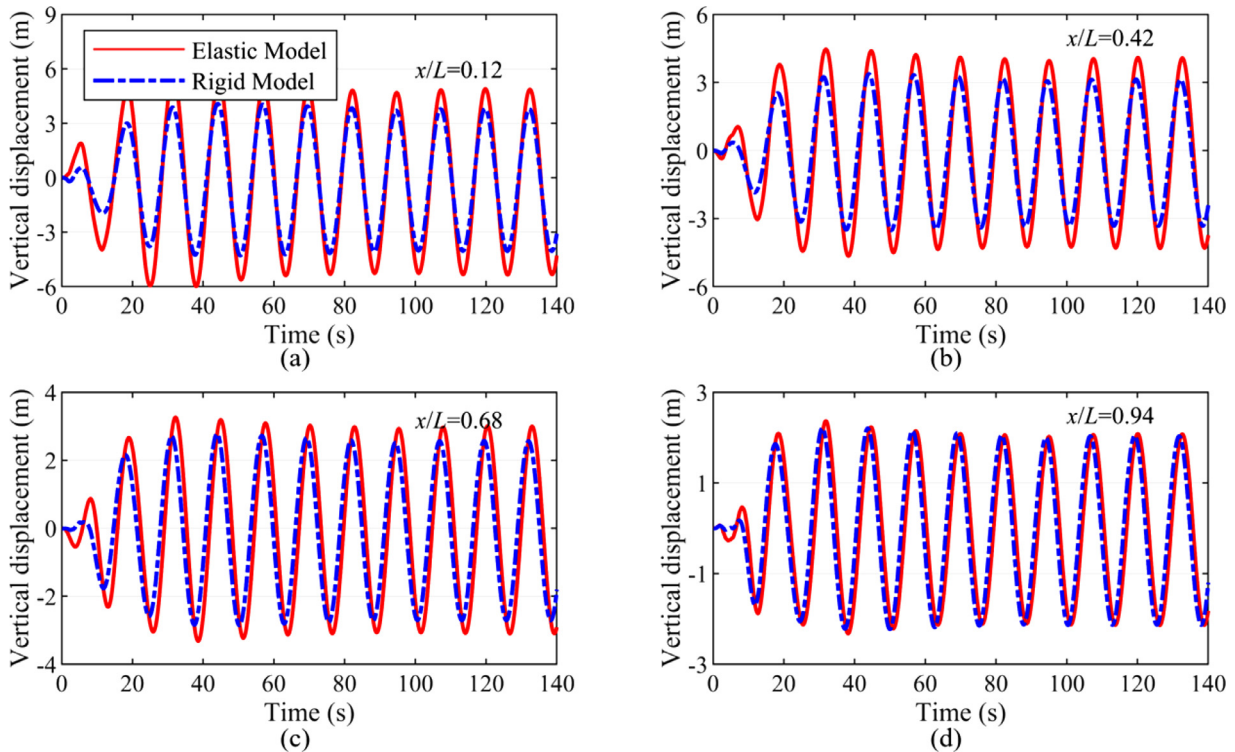 9
6
3
0
-3
-6
Vertical displacement (m)
Elastic Model
Rigid Model
x/L=0.12
0 20 40 60 80 100 120 140
Time (s)
(a)
6
3
0
-3
-6
Vertical displacement (m)
x/L=0.42
0 20 40 60 80 100 120 140
Time (s)
(b)
4
2
0
-2
-4
Vertical displacement (m)
x/L=0.68
0 20 40 60 80 100 120 140
Time (s)
(c)
3
1
-1
-3
Vertical displacement (m)
x/L=0.94
0 20 40 60 80 100 120 140
Time (s)
(d)